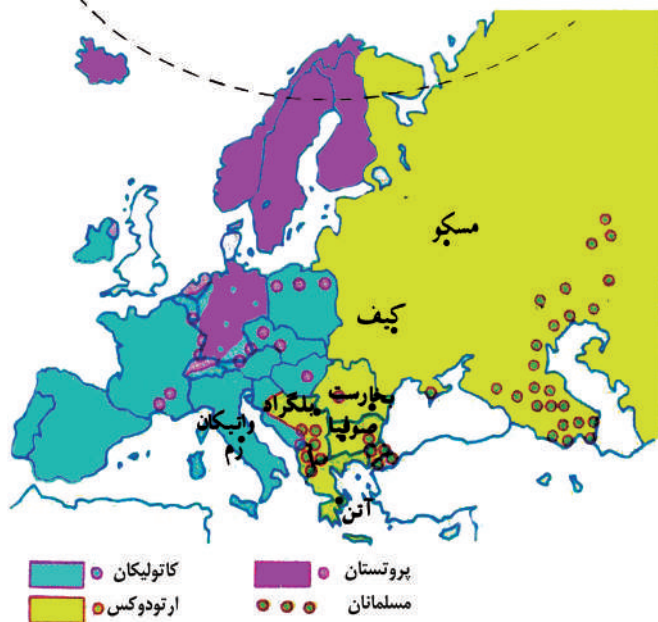 مسکو
کیف
بخارست
بلگراد
صوفیا
واتیکان
رم
آتن
کاتولیکان
پروتستان
ارتودوکس
مسلمانان